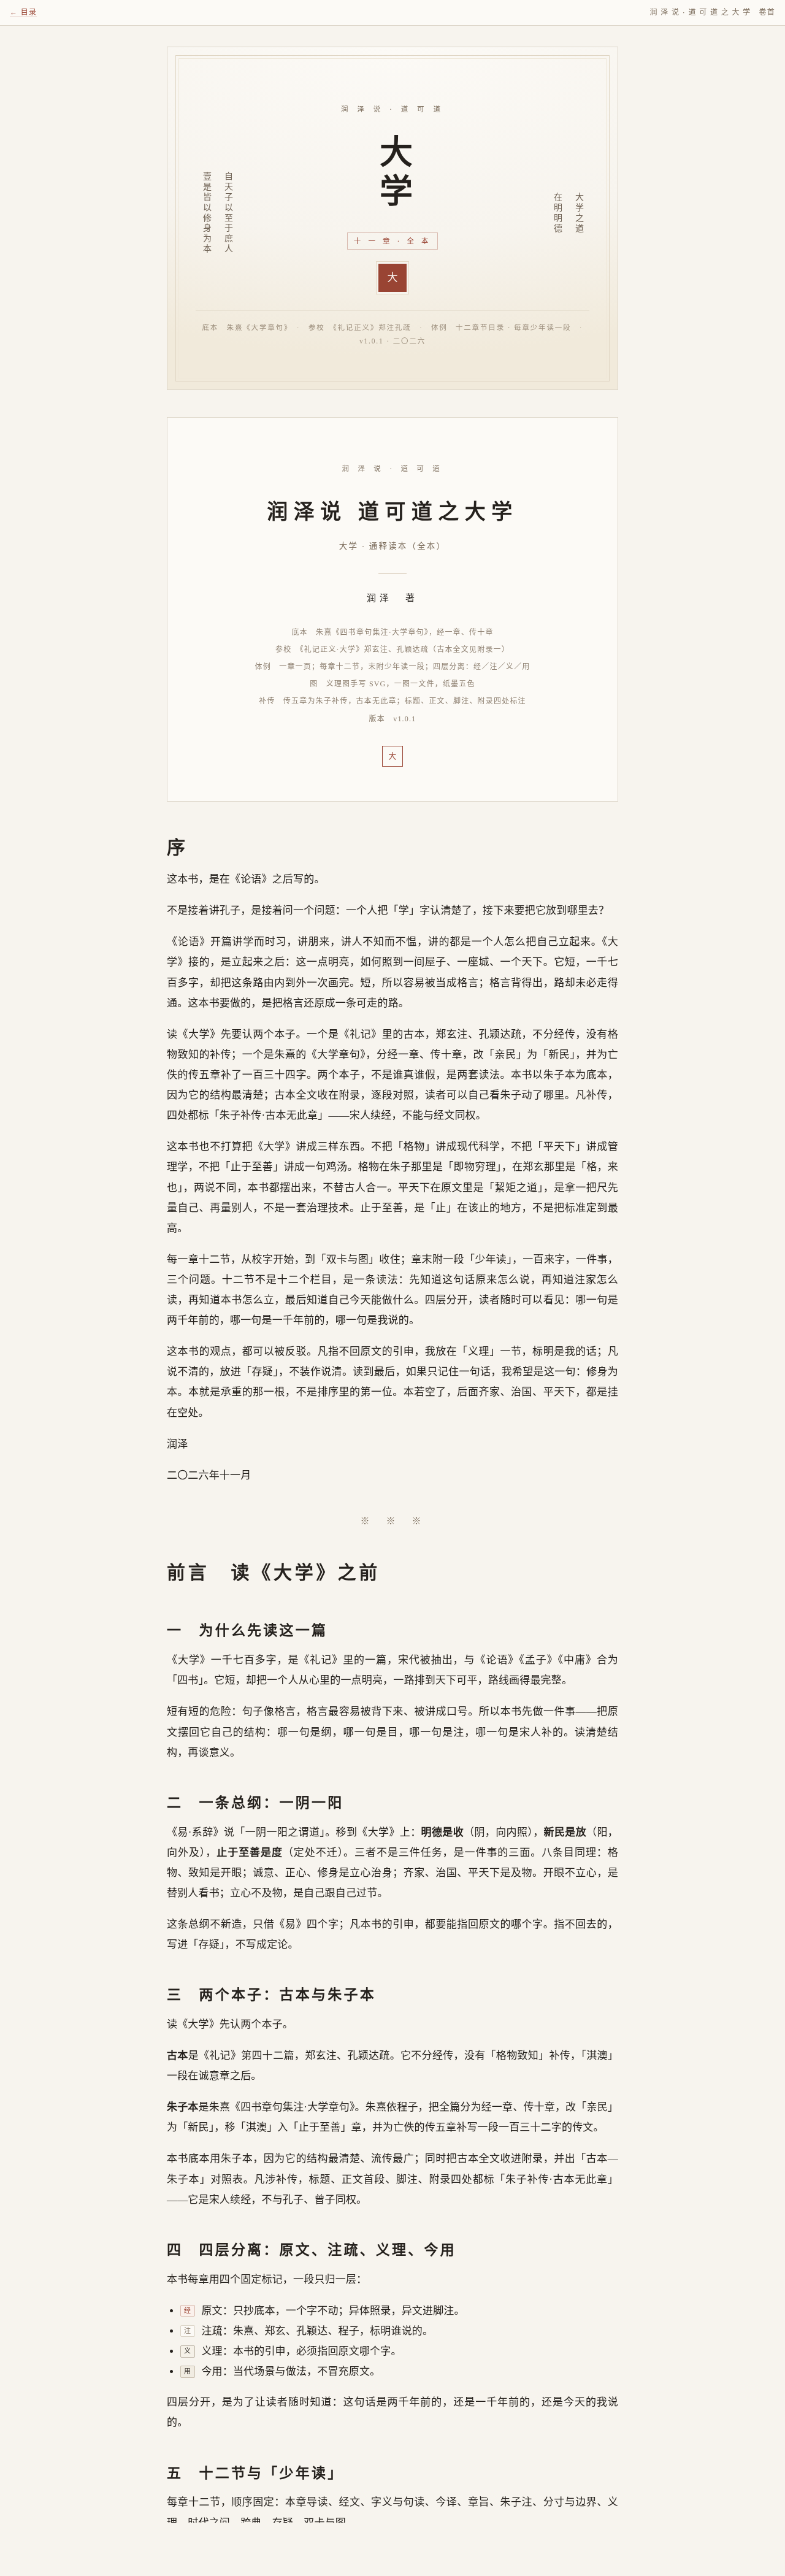 ← 目录
润泽说·道可道之大学 卷首
润泽说·道可道
大学
大学之道
在明明德
自天子以至于庶人
壹是皆以修身为本
十一章·全本
大
底本 朱熹《大学章句》 · 参校 《礼记正义》郑注孔疏 · 体例 十二章节目录·每章少年读一段 ·
v1.0.1 · 二〇二六
润泽说·道可道
润泽说 道可道之大学
大学 · 通释读本（全本）
润泽 著
底本 朱熹《四书章句集注·大学章句》，经一章、传十章
参校 《礼记正义·大学》郑玄注、孔颖达疏（古本全文见附录一）
体例 一章一页；每章十二节，末附少年读一段；四层分离：经／注／义／用
图 义理图手写 SVG，一图一文件，纸墨五色
补传 传五章为朱子补传，古本无此章；标题、正文、脚注、附录四处标注
版本 v1.0.1
大
序
这本书，是在《论语》之后写的。
不是接着讲孔子，是接着问一个问题：一个人把「学」字认清楚了，接下来要把它放到哪里去？
《论语》开篇讲学而时习，讲朋来，讲人不知而不愠，讲的都是一个人怎么把自己立起来。《大
学》接的，是立起来之后：这一点明亮，如何照到一间屋子、一座城、一个天下。它短，一千七
百多字，却把这条路由内到外一次画完。短，所以容易被当成格言；格言背得出，路却未必走得
通。这本书要做的，是把格言还原成一条可走的路。
读《大学》先要认两个本子。一个是《礼记》里的古本，郑玄注、孔颖达疏，不分经传，没有格
物致知的补传；一个是朱熹的《大学章句》，分经一章、传十章，改「亲民」为「新民」，并为亡
佚的传五章补了一百三十四字。两个本子，不是谁真谁假，是两套读法。本书以朱子本为底本，
因为它的结构最清楚；古本全文收在附录，逐段对照，读者可以自己看朱子动了哪里。凡补传，
四处都标「朱子补传·古本无此章」——宋人续经，不能与经文同权。
这本书也不打算把《大学》讲成三样东西。不把「格物」讲成现代科学，不把「平天下」讲成管
理学，不把「止于至善」讲成一句鸡汤。格物在朱子那里是「即物穷理」，在郑玄那里是「格，来
也」，两说不同，本书都摆出来，不替古人合一。平天下在原文里是「絜矩之道」，是拿一把尺先
量自己、再量别人，不是一套治理技术。止于至善，是「止」在该止的地方，不是把标准定到最
高。
每一章十二节，从校字开始，到「双卡与图」收住；章末附一段「少年读」，一百来字，一件事，
三个问题。十二节不是十二个栏目，是一条读法：先知道这句话原来怎么说，再知道注家怎么
读，再知道本书怎么立，最后知道自己今天能做什么。四层分开，读者随时可以看见：哪一句是
两千年前的，哪一句是一千年前的，哪一句是我说的。
这本书的观点，都可以被反驳。凡指不回原文的引申，我放在「义理」一节，标明是我的话；凡
说不清的，放进「存疑」，不装作说清。读到最后，如果只记住一句话，我希望是这一句：修身为
本。本就是承重的那一根，不是排序里的第一位。本若空了，后面齐家、治国、平天下，都是挂
在空处。
润泽
二〇二六年十一月
※ ※ ※
前言 读《大学》之前
一 为什么先读这一篇
《大学》一千七百多字，是《礼记》里的一篇，宋代被抽出，与《论语》《孟子》《中庸》合为
「四书」。它短，却把一个人从心里的一点明亮，一路排到天下可平，路线画得最完整。
短有短的危险：句子像格言，格言最容易被背下来、被讲成口号。所以本书先做一件事——把原
文摆回它自己的结构：哪一句是纲，哪一句是目，哪一句是注，哪一句是宋人补的。读清楚结
构，再谈意义。
二 一条总纲：一阴一阳
《易·系辞》说「一阴一阳之谓道」。移到《大学》上：明德是收（阴，向内照），新民是放（阳，
向外及），止于至善是度（定处不迁）。三者不是三件任务，是一件事的三面。八条目同理：格
物、致知是开眼；诚意、正心、修身是立心治身；齐家、治国、平天下是及物。开眼不立心，是
替别人看书；立心不及物，是自己跟自己过节。
这条总纲不新造，只借《易》四个字；凡本书的引申，都要能指回原文的哪个字。指不回去的，
写进「存疑」，不写成定论。
三 两个本子：古本与朱子本
读《大学》先认两个本子。
古本是《礼记》第四十二篇，郑玄注、孔颖达疏。它不分经传，没有「格物致知」补传，「淇澳」
一段在诚意章之后。
朱子本是朱熹《四书章句集注·大学章句》。朱熹依程子，把全篇分为经一章、传十章，改「亲民」
为「新民」，移「淇澳」入「止于至善」章，并为亡佚的传五章补写一段一百三十二字的传文。
本书底本用朱子本，因为它的结构最清楚、流传最广；同时把古本全文收进附录，并出「古本—
朱子本」对照表。凡涉补传，标题、正文首段、脚注、附录四处都标「朱子补传·古本无此章」
——它是宋人续经，不与孔子、曾子同权。
四 四层分离：原文、注疏、义理、今用
本书每章用四个固定标记，一段只归一层：
经 原文：只抄底本，一个字不动；异体照录，异文进脚注。
注 注疏：朱熹、郑玄、孔颖达、程子，标明谁说的。
义 义理：本书的引申，必须指回原文哪个字。
用 今用：当代场景与做法，不冒充原文。
四层分开，是为了让读者随时知道：这句话是两千年前的，还是一千年前的，还是今天的我说
的。
五 十二节与「少年读」
每章十二节，顺序固定：本章导读、经文、字义与句读、今译、章旨、朱子注、分寸与边界、义